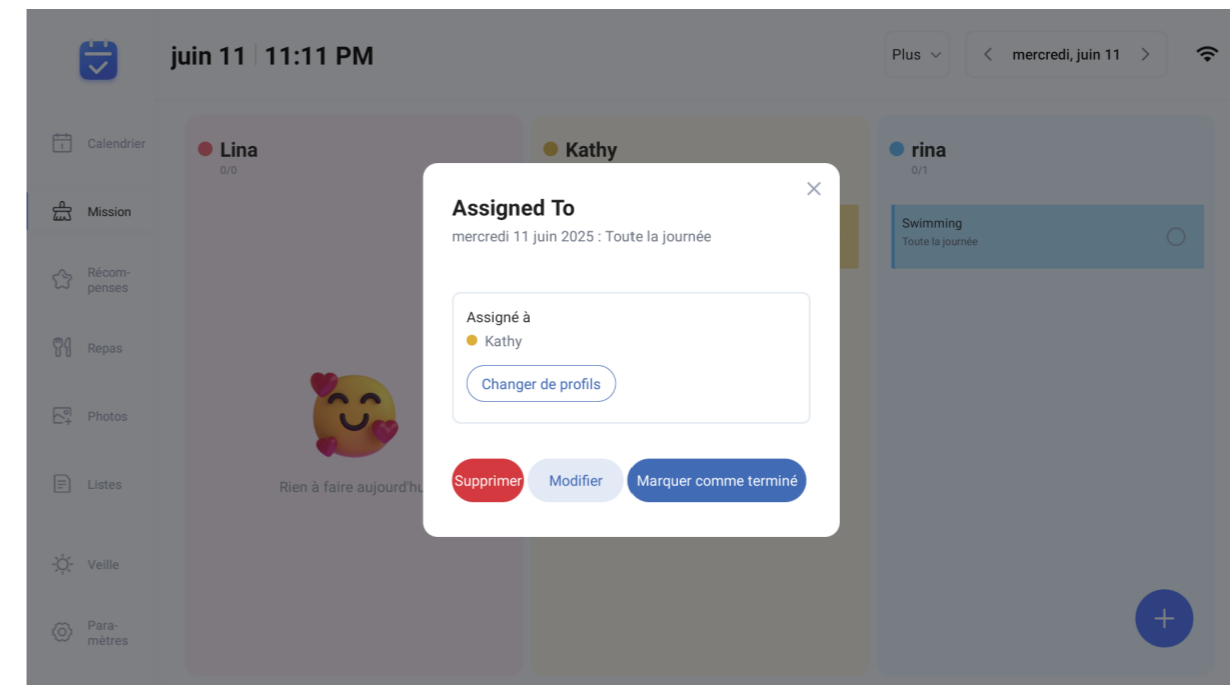 juin 11 11:11 PM
Plus
mercredi, juin 11
Calendrier
Mission
Récom-
penses
Repas
Photos
Listes
Veille
Para-
mètres
Lina
0/0
Rien à faire aujourd'hu
Kathy
rina
0/1
Swimming
Toute la journée
Assigned To
mercredi 11 juin 2025 : Toute la journée
Assigné à
Kathy
Changer de profils
Supprimer
Modifier
Marquer comme terminé